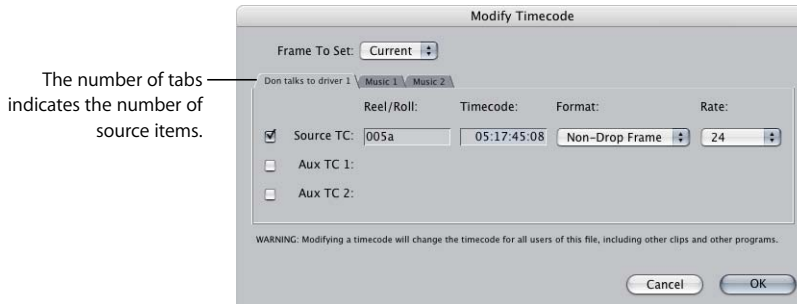 Modify Timecode
Frame To Set: Current
The number of tabs
indicates the number of
source items.
Don talks to driver 1 Music 1 Music 2
Reel/Roll: Timecode: Format: Rate:
Source TC: 005a 05:17:45:08 Non-Drop Frame 24
Aux TC 1:
Aux TC 2:
WARNING: Modifying a timecode will change the timecode for all users of this file, including other clips and other programs.
Cancel OK